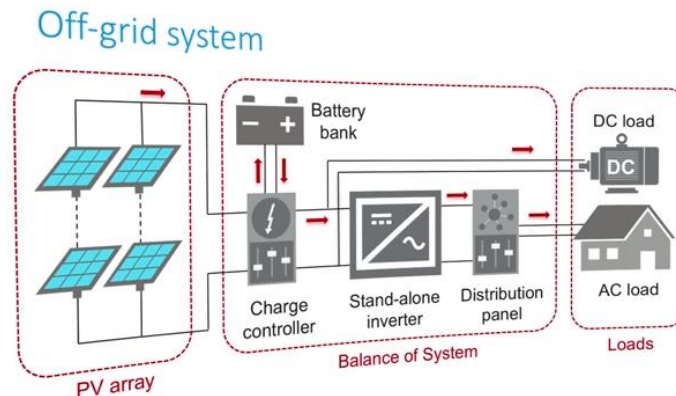 Off-grid system
Battery
bank
DC load
DC
Charge
controller
Stand-alone
inverter
Distribution
panel
AC load
PV array
Balance of System
Loads